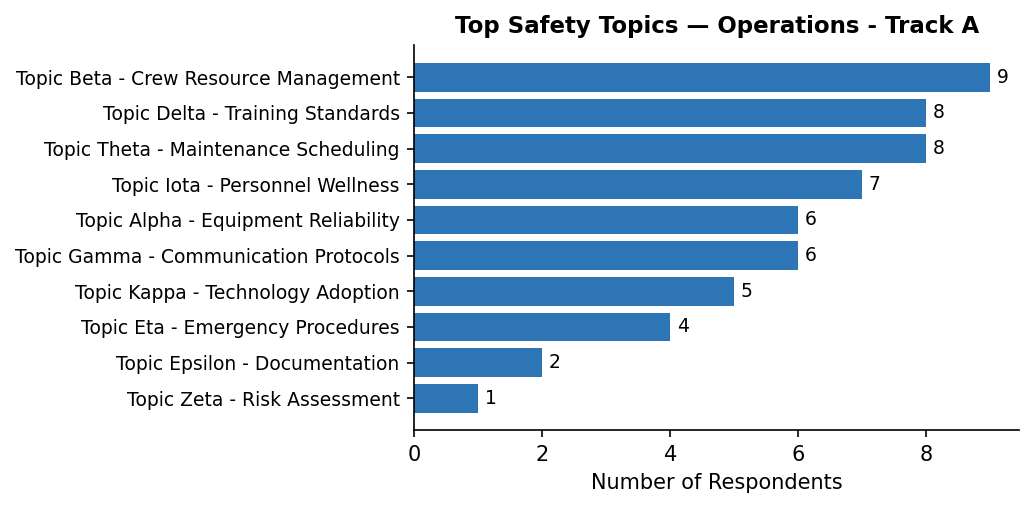 Top Safety Topics — Operations - Track A
Topic Beta - Crew Resource Management 9
Topic Delta - Training Standards 8
Topic Theta - Maintenance Scheduling 8
Topic Iota - Personnel Wellness 7
Topic Alpha - Equipment Reliability 6
Topic Gamma - Communication Protocols 6
Topic Kappa - Technology Adoption 5
Topic Eta - Emergency Procedures 4
Topic Epsilon - Documentation 2
Topic Zeta - Risk Assessment 1
0 2 4 6 8
Number of Respondents